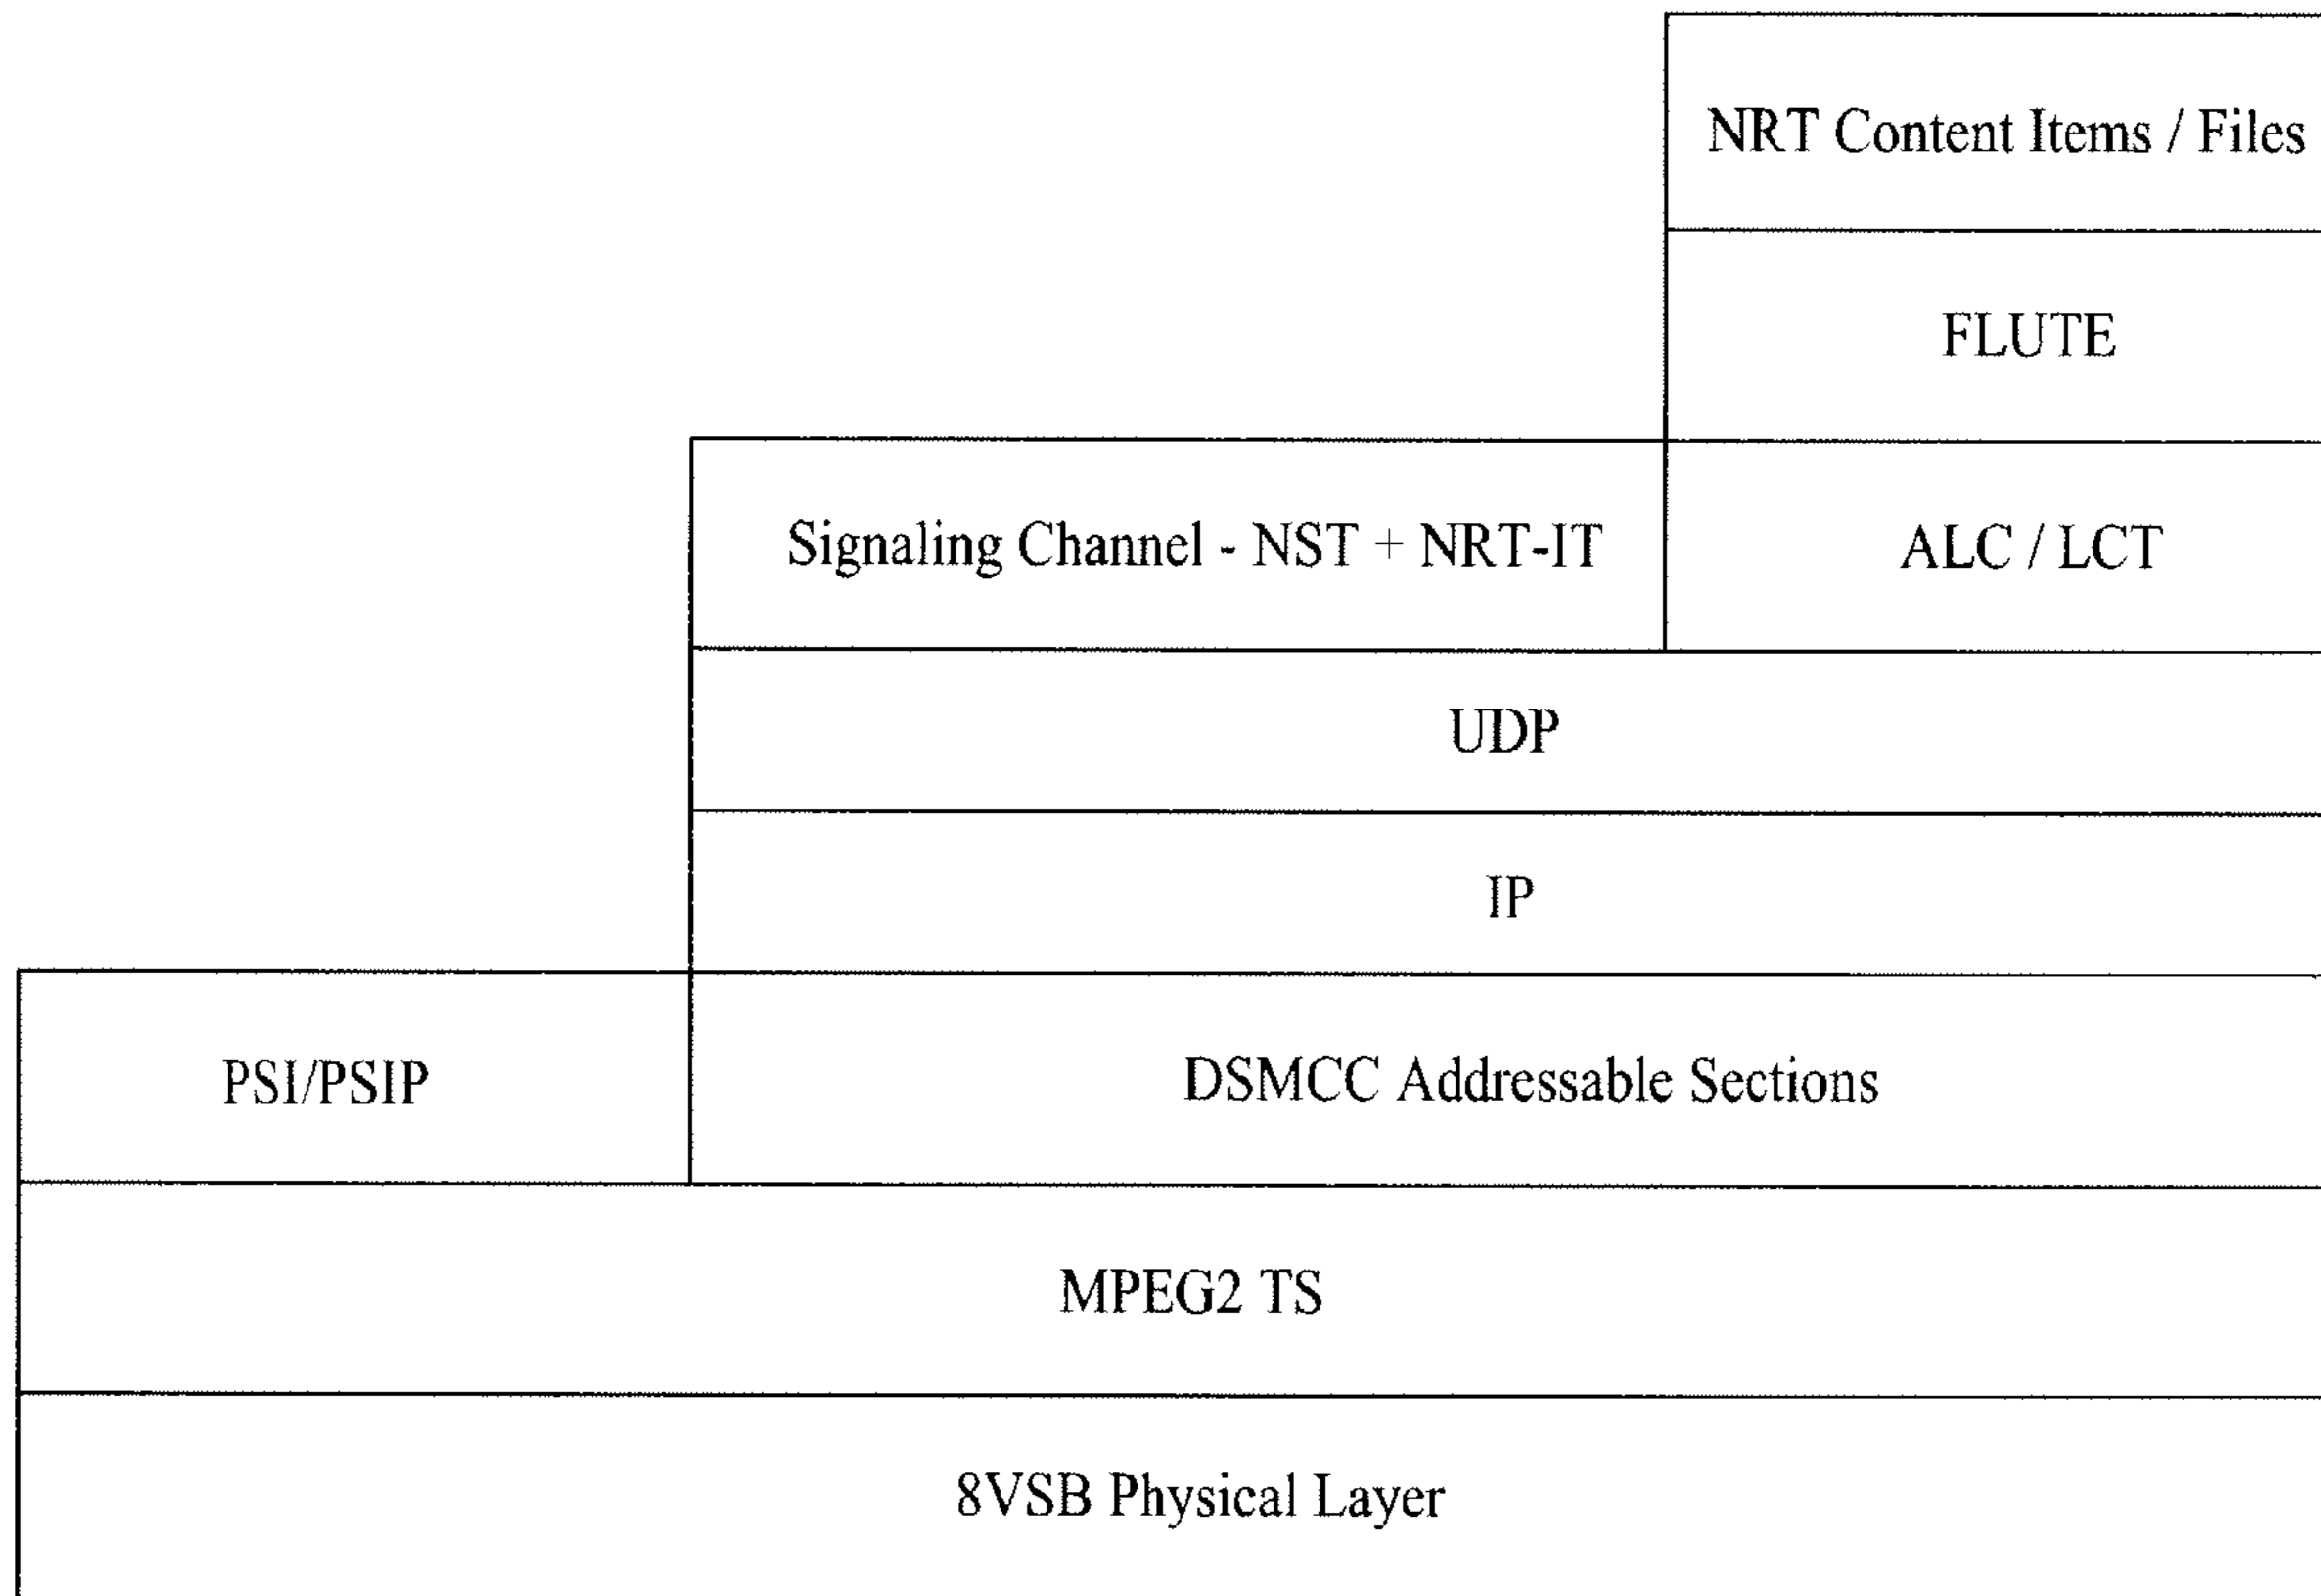 NRT Content Items / Files
FLUTE
Signaling Channel - NST + NRT-IT
ALC / LCT
UDP
IP
PSI/PSIP
DSMCC Addressable Sections
MPEG2 TS
8VSB Physical Layer